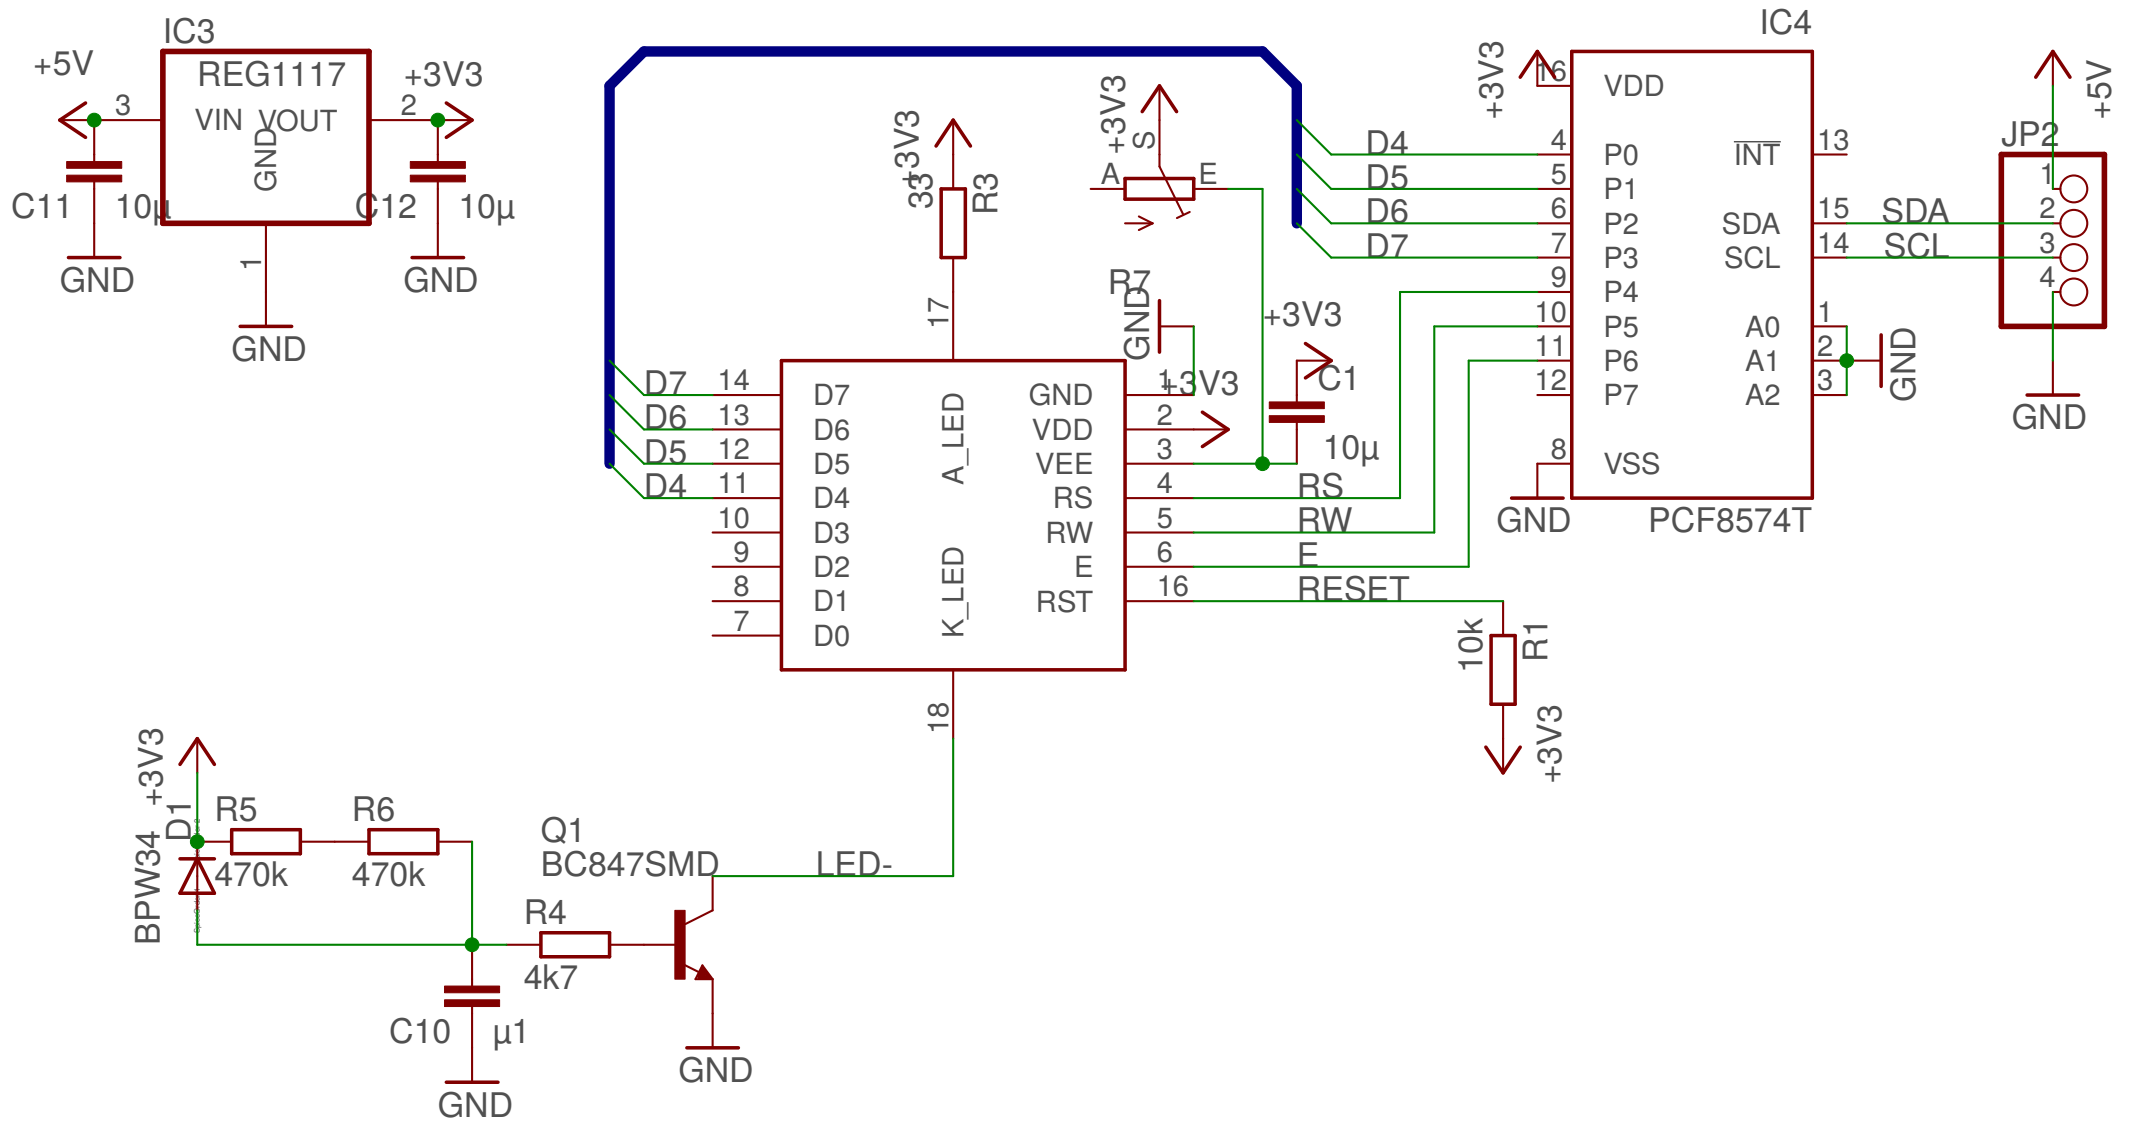 IC3
+5V
REG1117
+3V3
3
VIN
VOUT
2
GND
C11
10µ
C12
10µ
1
GND
GND
GND
+3V3
33
R3
17
+3V3
S
A
E
R7
GND
+3V3
C1
10µ
+3V3
D7
14
D7
D6
13
D6
D5
12
D5
D4
11
D4
10
D3
9
D2
8
D1
7
D0
A_LED
K_LED
GND
1
VDD
2
VEE
3
RS
4
RS
RW
5
RW
E
6
E
RST
16
RESET
18
10k
R1
+3V3
IC4
+3V3
16
VDD
D4
4
P0
D5
5
P1
D6
6
P2
D7
7
P3
9
P4
10
P5
11
P6
12
P7
8
VSS
GND
PCF8574T
INT
13
SDA
15
SDA
SCL
14
SCL
A0
1
A1
2
A2
3
GND
+5V
JP2
1
2
3
4
GND
+3V3
D1
BPW34
R5
470k
R6
470k
Q1
BC847SMD
LED-
R4
4k7
C10
µ1
GND
GND